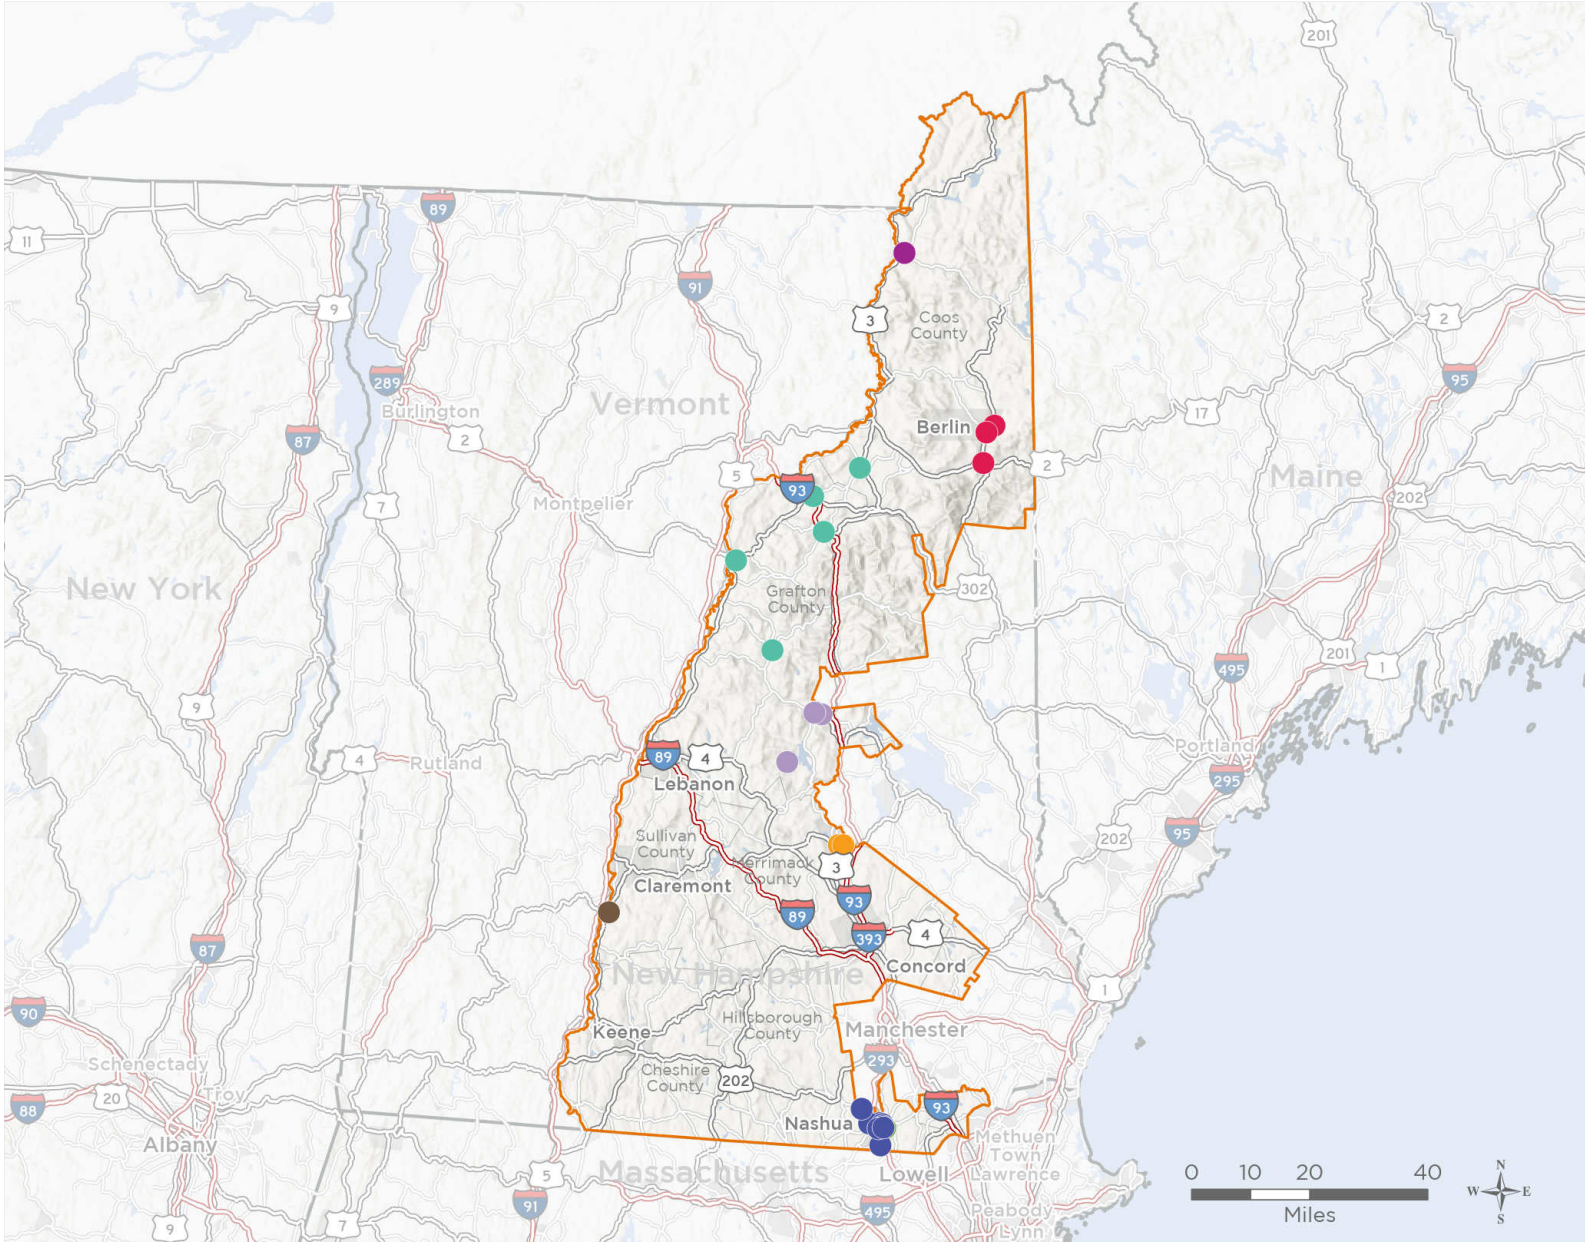 201
89
11
91
9
3
Coos
County
2
95
289
Burlington
Vermont
17
87
2
Berlin
5
93
2
Maine
202
7
Montpelier
New York
302
Grafton
County
201
1
495
9
Portland
4
Rutland
89
4
Lebanon
295
202
95
Sullivan
County
Merrimack
County
3
Claremont
93
89
393
4
87
New Hampshire
Concord
1
90
Keene
Hillsborough
County
Manchester
293
Schenectady
Cheshire
County
202
20
Troy
88
93
Nashua
Albany
Methuen
Town
Lawrence
5
Massachusetts
Lowell
91
495
Peabody
Lynn
9
7
0 10 20 40
Miles
N
W E
S